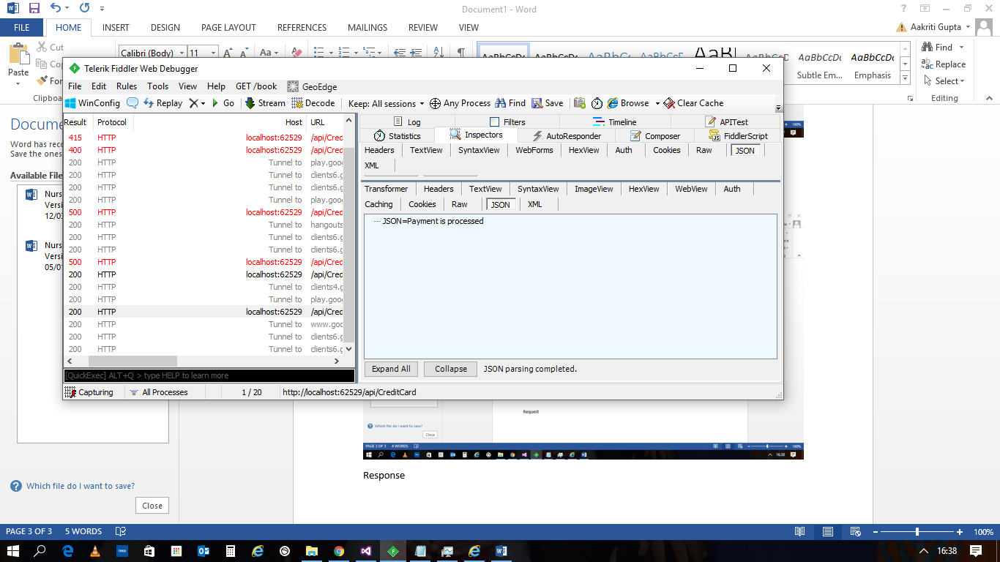 Document1 - Word
Aakriti Gupta
FILE HOME INSERT DESIGN PAGE LAYOUT REFERENCES MAILINGS REVIEW VIEW
Cut
Calibri (Body) 11 Aa
AaBbCcDc
Paste
Subtle Em... Emphasis
Find
Replace
Select
Editing
Telerik Fiddler Web Debugger
File Edit Rules Tools View Help GET /book GeoEdge
WinConfig Replay Go Stream Decode Keep: All sessions Any Process Find Save Browse Clear Cache
Result Protocol Host URL
415 HTTP localhost:62529 /api/Cred
400 HTTP localhost:62529 /api/Cred
200 HTTP Tunnel to play.goo
200 HTTP Tunnel to clients6.g
200 HTTP Tunnel to clients6.g
200 HTTP Tunnel to play.goo
500 HTTP localhost:62529 /api/Cred
200 HTTP Tunnel to hangouts
200 HTTP Tunnel to clients6.g
200 HTTP Tunnel to clients6.g
500 HTTP localhost:62529 /api/Cred
200 HTTP localhost:62529 /api/Cred
200 HTTP Tunnel to clients4.g
200 HTTP Tunnel to play.goo
200 HTTP localhost:62529 /api/Cred
200 HTTP Tunnel to www.goo
200 HTTP Tunnel to clients6.g
200 HTTP Tunnel to clients6.g
[QuickExec] ALT+Q > type HELP to learn more
Capturing All Processes 1 / 20 http://localhost:62529/api/CreditCard
Log Filters Timeline APITest
Statistics Inspectors AutoResponder Composer FiddlerScript
Headers TextView SyntaxView WebForms HexView Auth Cookies Raw JSON
XML
Transformer Headers TextView SyntaxView ImageView HexView WebView Auth
Caching Cookies Raw JSON XML
JSON=Payment is processed
Expand All Collapse JSON parsing completed.
Word has reco
Save the ones
Available File
Nurs
Versi
12/03
Nurs
Versi
05/0
Which file do I want to save?
Close
Request
Which file do I want to save?
Close
PAGE 3 OF 3 4 WORDS 100%
16:38
Response
PAGE 3 OF 3 5 WORDS 100%
16:38